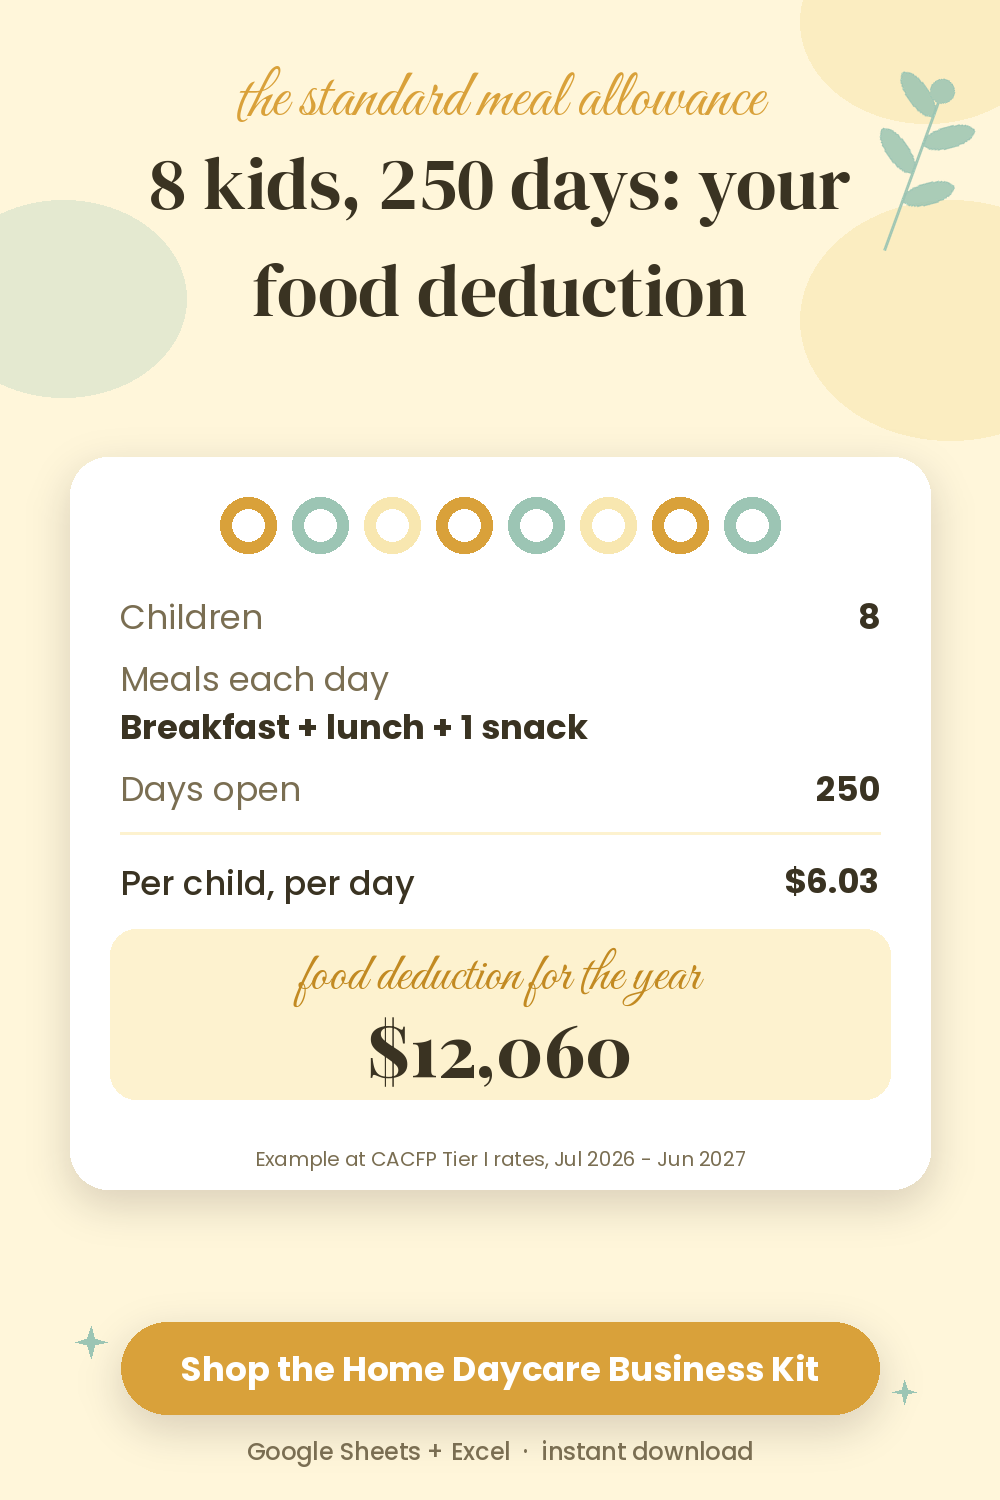 the standard meal allowance
8 kids, 250 days: your
food deduction
Children 8
Meals each day
Breakfast + lunch + 1 snack
Days open 250
Per child, per day $6.03
food deduction for the year
$12,060
Example at CACFP Tier I rates, Jul 2026 - Jun 2027
Shop the Home Daycare Business Kit
Google Sheets + Excel · instant download